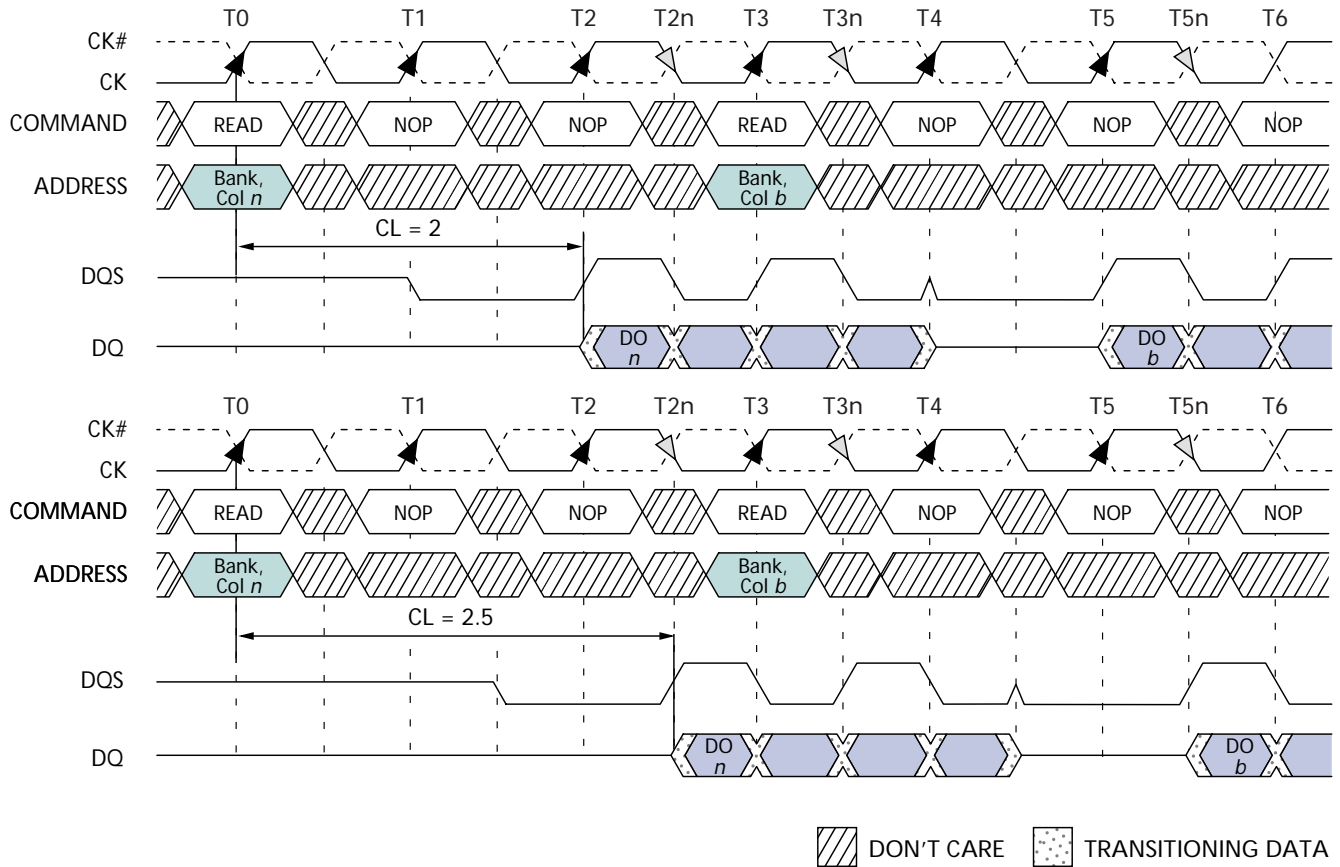 T0 T1 T2 T2n T3 T3n T4 T5 T5n T6
CK#
CK
COMMAND READ NOP NOP READ NOP NOP NOP
ADDRESS Bank, Col n Bank, Col b
CL = 2
DQS
DQ DO n DO b
T0 T1 T2 T2n T3 T3n T4 T5 T5n T6
CK#
CK
COMMAND READ NOP NOP READ NOP NOP NOP
ADDRESS Bank, Col n Bank, Col b
CL = 2.5
DQS
DQ DO n DO b
DON'T CARE TRANSITIONING DATA